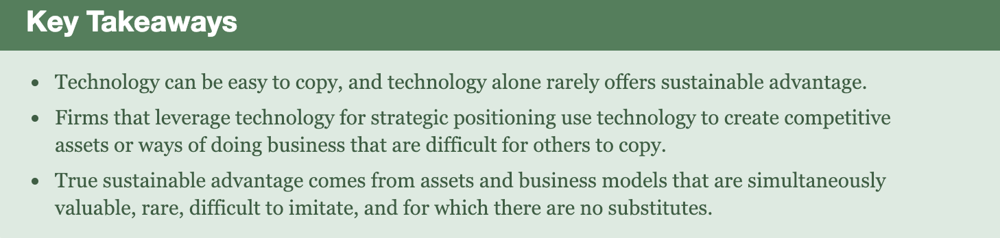 Key Takeaways
• Technology can be easy to copy, and technology alone rarely offers sustainable advantage.
• Firms that leverage technology for strategic positioning use technology to create competitive
assets or ways of doing business that are difficult for others to copy.
• True sustainable advantage comes from assets and business models that are simultaneously
valuable, rare, difficult to imitate, and for which there are no substitutes.